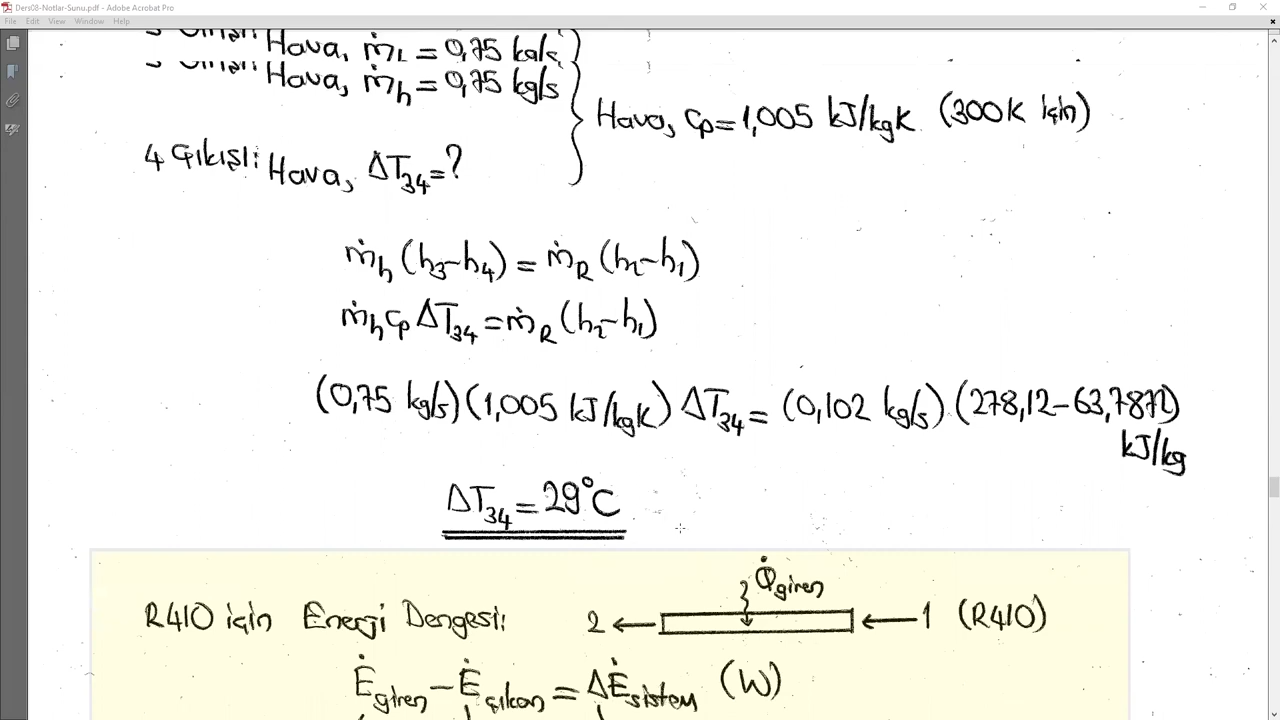 Ders08-Notlar-Sunu.pdf - Adobe Acrobat Pro
File Edit View Window Help
Hava, ṁ = 0,75 kg/s
Hava, ṁh = 0,75 kg/s
Hava, cp = 1,005 kJ/kgK (300K için)
4 Çıkışı: Hava, ΔT34 = ?
ṁh (h3-h4) = ṁR (h2-h1)
ṁh cp ΔT34 = ṁR (h2-h1)
(0,75 kg/s) (1,005 kJ/kgK) ΔT34 = (0,102 kg/s) (278,12-63,7872)
kJ/kg
ΔT34 = 29°C
Q̇giren
R410 için Enerji Dengesi: 2 ← ← 1 (R410)
Ėgiren - Ėçıkan = ΔĖsistem (W)